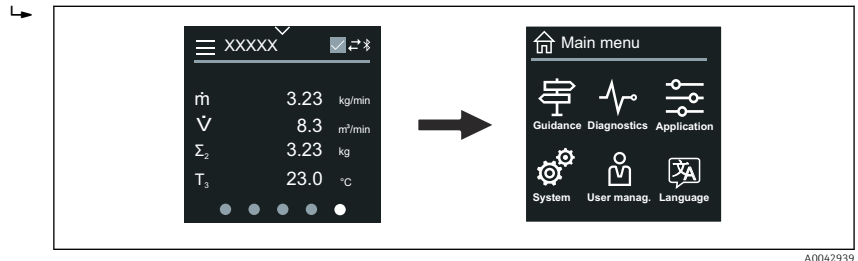 XXXXX
ṁ 3.23 kg/min
V̇ 8.3 m³/min
Σ₂ 3.23 kg
T₃ 23.0 °C
Main menu
Guidance Diagnostics Application
System User manag. Language
A0042939